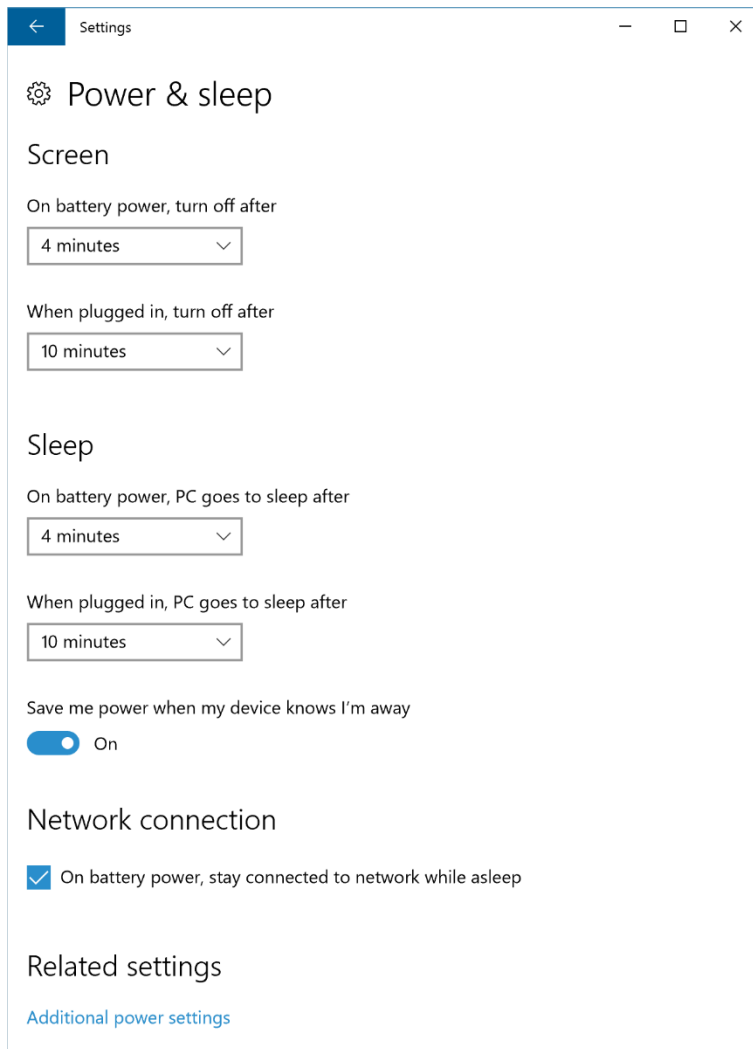 Settings
Power & sleep
Screen
On battery power, turn off after
4 minutes
When plugged in, turn off after
10 minutes
Sleep
On battery power, PC goes to sleep after
4 minutes
When plugged in, PC goes to sleep after
10 minutes
Save me power when my device knows I'm away
On
Network connection
On battery power, stay connected to network while asleep
Related settings
Additional power settings